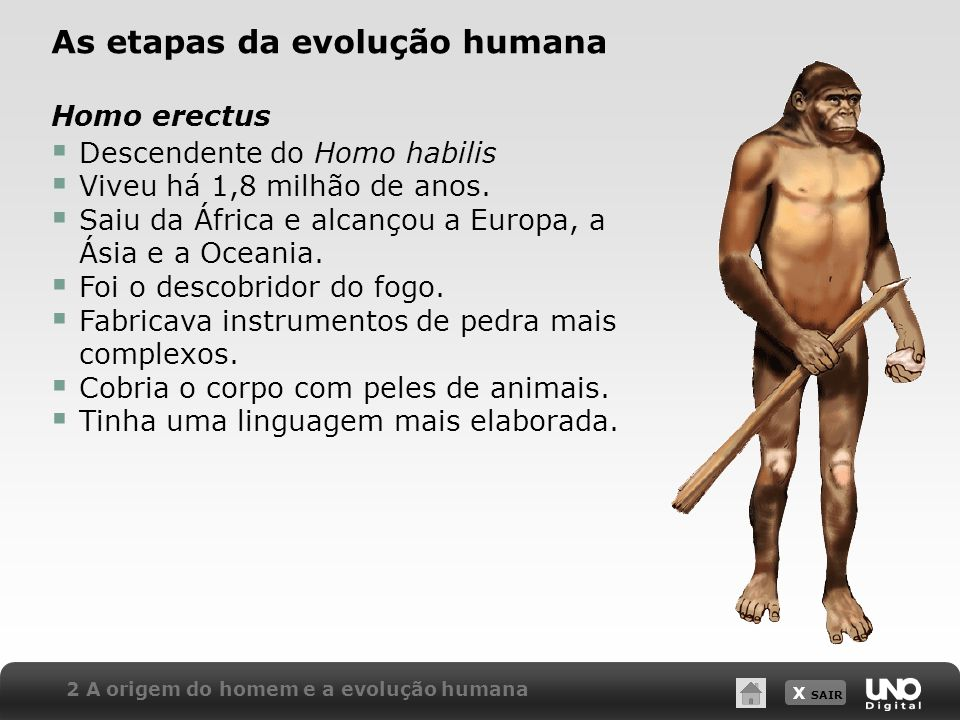 As etapas da evolução humana
Homo erectus
▪ Descendente do Homo habilis
▪ Viveu há 1,8 milhão de anos.
▪ Saiu da África e alcançou a Europa, a
Ásia e a Oceania.
▪ Foi o descobridor do fogo.
▪ Fabricava instrumentos de pedra mais
complexos.
▪ Cobria o corpo com peles de animais.
▪ Tinha uma linguagem mais elaborada.
2 A origem do homem e a evolução humana
X SAIR
UNO
Digital